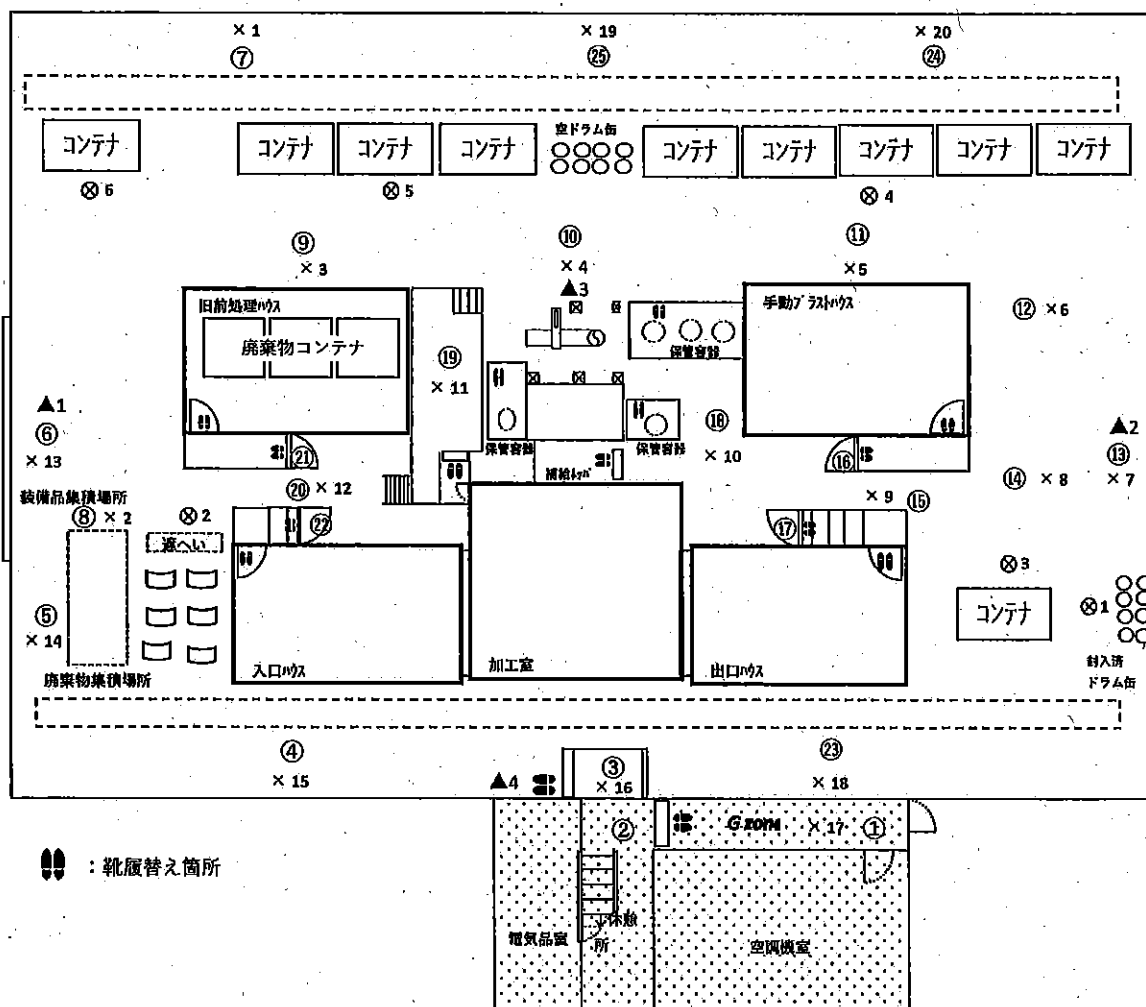 × 1
× 19
× 20
⑦
㉕
㉔
コンテナ
コンテナ
コンテナ
コンテナ
空ドラム缶
コンテナ
コンテナ
コンテナ
コンテナ
コンテナ
⊗ 6
⊗ 5
⊗ 4
⑨
⑩
⑪
× 3
× 4
× 5
▲3
旧前処理ハウス
手動ブラストハウス
⑫ × 6
廃棄物コンテナ
⑲
保管容器
× 11
▲1
⑱
▲2
⑥
⑬
保管容器
保管容器
× 13
㉑
⑯
× 10
補給ホッパ
⑭ × 8
× 7
⑳ × 12
装備品集積場所
× 9 ⑮
⑧ × 2
⊗ 2
㉒
⑰
遮へい
⊗ 3
⑤
コンテナ
⊗ 1
× 14
入口ハウス
加工室
出口ハウス
封入済
ドラム缶
廃棄物集積場所
④
③
㉓
× 15
▲4
× 16
× 18
②
G zone
× 17 ①
：靴履替え箇所
電気品室
休憩
所
空調機室